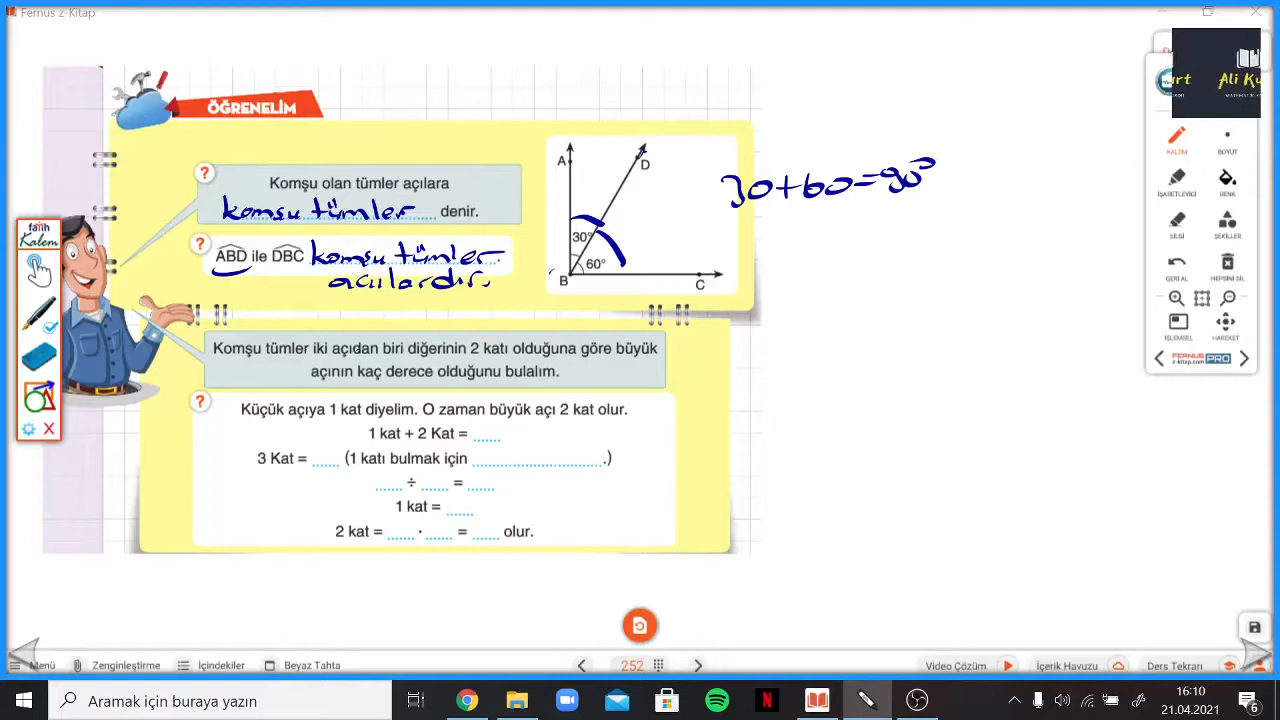 Fernus z-Kitap
ÖĞRENELİM
Komşu olan tümler açılara
komşu tümler denir.
ABD ile DBC komşu tümler
açılardır.
A
D
30°
60°
B
C
30+60=90°
Komşu tümler iki açıdan biri diğerinin 2 katı olduğuna göre büyük
açının kaç derece olduğunu bulalım.
Küçük açıya 1 kat diyelim. O zaman büyük açı 2 kat olur.
1 kat + 2 Kat = ......
3 Kat = ...... (1 katı bulmak için ..............................)
...... ÷ ...... = ......
1 kat = ......
2 kat = ...... · ...... = ...... olur.
fatih
Kalem
Ali Ku
KALEM
BOYUT
İŞARETLEYİCİ
RENK
SİLGİ
ŞEKİLLER
GERİ AL
HEPSİNİ SİL
İŞLEMSEL
HAREKET
FERNUS PRO
z-kitap.com
Menü
Zenginleştirme
İçindekiler
Beyaz Tahta
252
Video Çözüm
İçerik Havuzu
Ders Tekrarı
Aramak için buraya yazın
16:10
21.04.2021
6